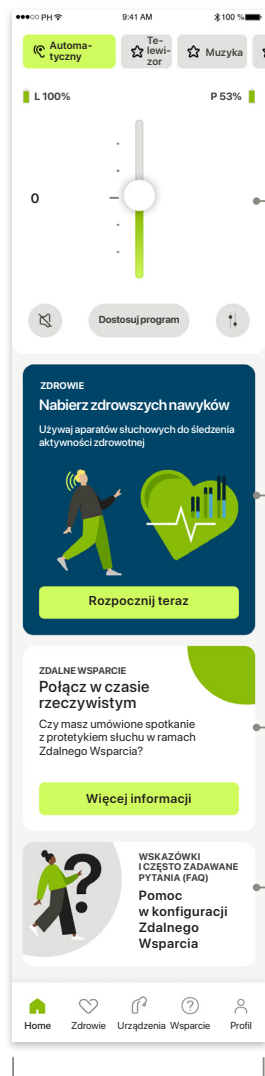 PH
9:41 AM
100 %
Automa-
tyczny
Te-
lewi-
zor
Muzyka
L 100%
P 53%
0
Dostosuj program
ZDROWIE
Nabierz zdrowszych nawyków
Używaj aparatów słuchowych do śledzenia
aktywności zdrowotnej
Rozpocznij teraz
ZDALNE WSPARCIE
Połącz w czasie
rzeczywistym
Czy masz umówione spotkanie
z protetykiem słuchu w ramach
Zdalnego Wsparcia?
Więcej informacji
WSKAZÓWKI
I CZĘSTO ZADAWANE
PYTANIA (FAQ)
Pomoc
w konfiguracji
Zdalnego
Wsparcia
Home Zdrowie Urządzenia Wsparcie Profil